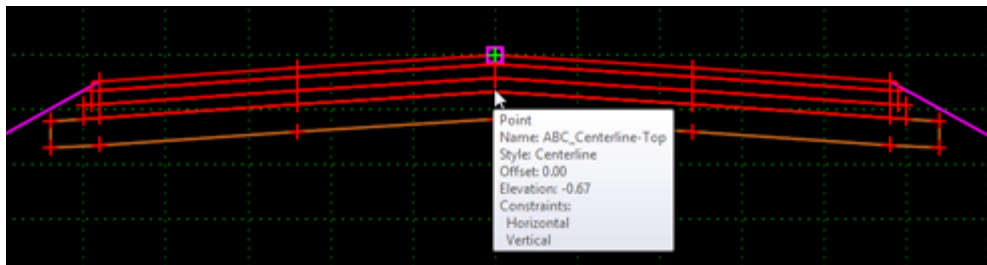 Point
Name: ABC_Centerline-Top
Style: Centerline
Offset: 0.00
Elevation: -0.67
Constraints:
Horizontal
Vertical